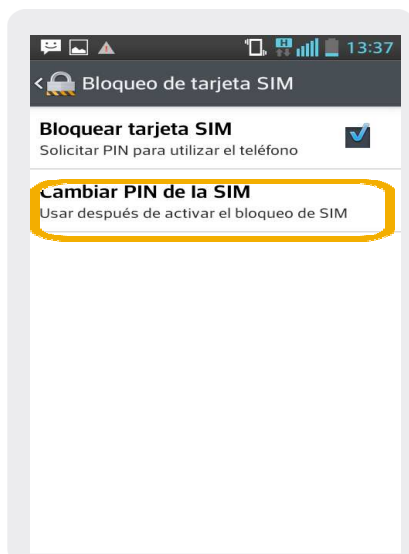 H 13:37
< Bloqueo de tarjeta SIM
Bloquear tarjeta SIM
Solicitar PIN para utilizar el teléfono
Cambiar PIN de la SIM
Usar después de activar el bloqueo de SIM